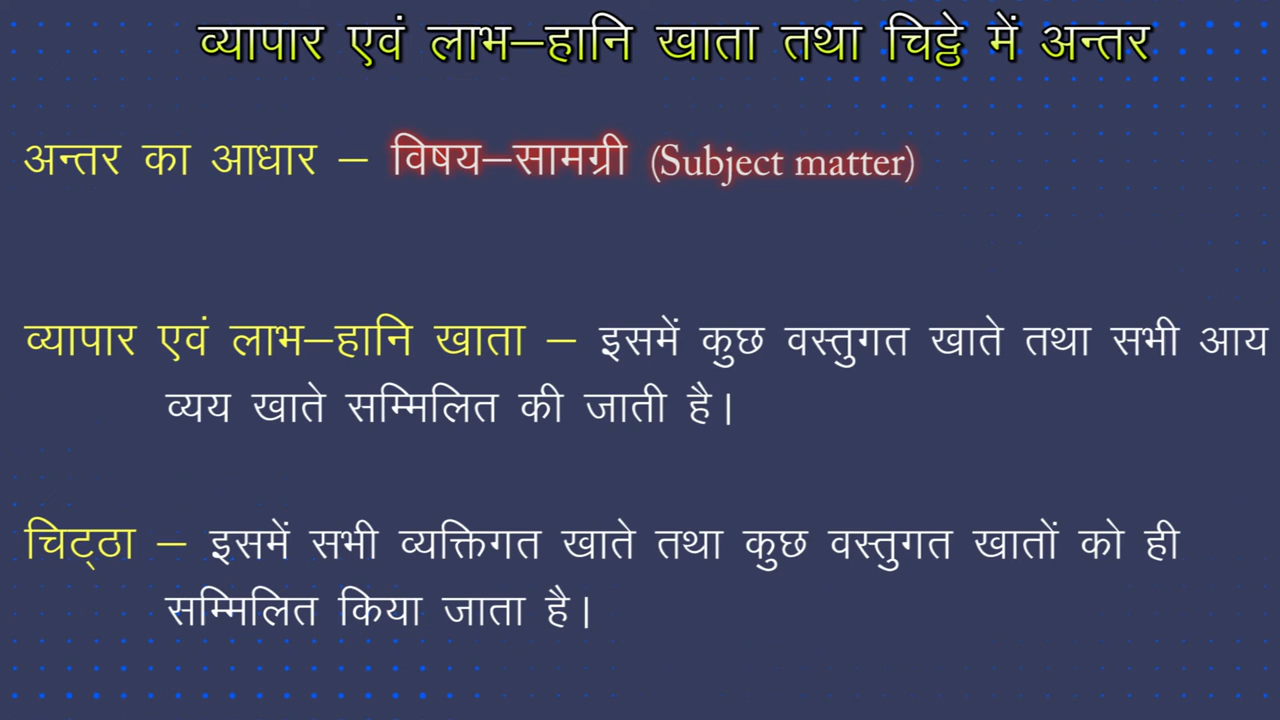 व्यापार एवं लाभ–हानि खाता तथा चिट्ठे में अन्तर
अन्तर का आधार – विषय–सामग्री (Subject matter)
व्यापार एवं लाभ–हानि खाता – इसमें कुछ वस्तुगत खाते तथा सभी आय
व्यय खाते सम्मिलित की जाती है।
चिट्‌ठा – इसमें सभी व्यक्तिगत खाते तथा कुछ वस्तुगत खातों को ही
सम्मिलित किया जाता है।